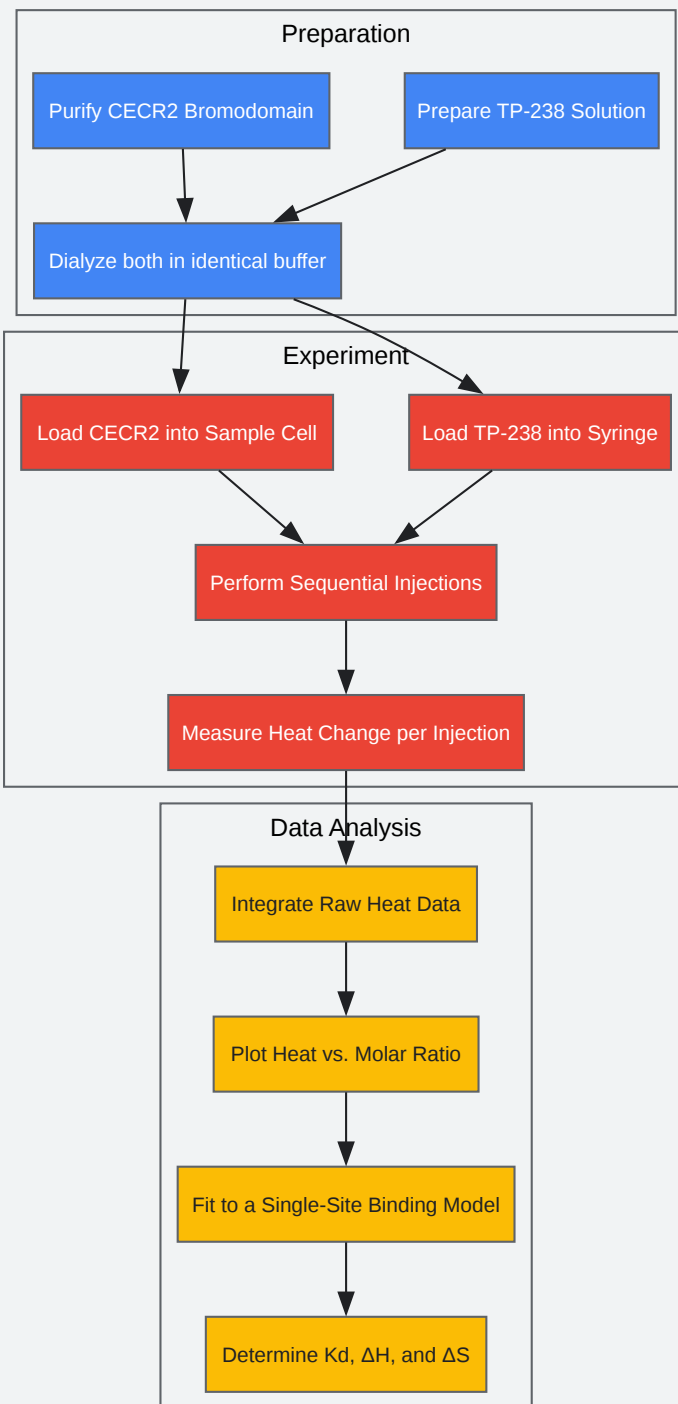 Preparation
Purify CECR2 Bromodomain
Prepare TP-238 Solution
Dialyze both in identical buffer
Experiment
Load CECR2 into Sample Cell
Load TP-238 into Syringe
Perform Sequential Injections
Measure Heat Change per Injection
Data Analysis
Integrate Raw Heat Data
Plot Heat vs. Molar Ratio
Fit to a Single-Site Binding Model
Determine Kd, ΔH, and ΔS